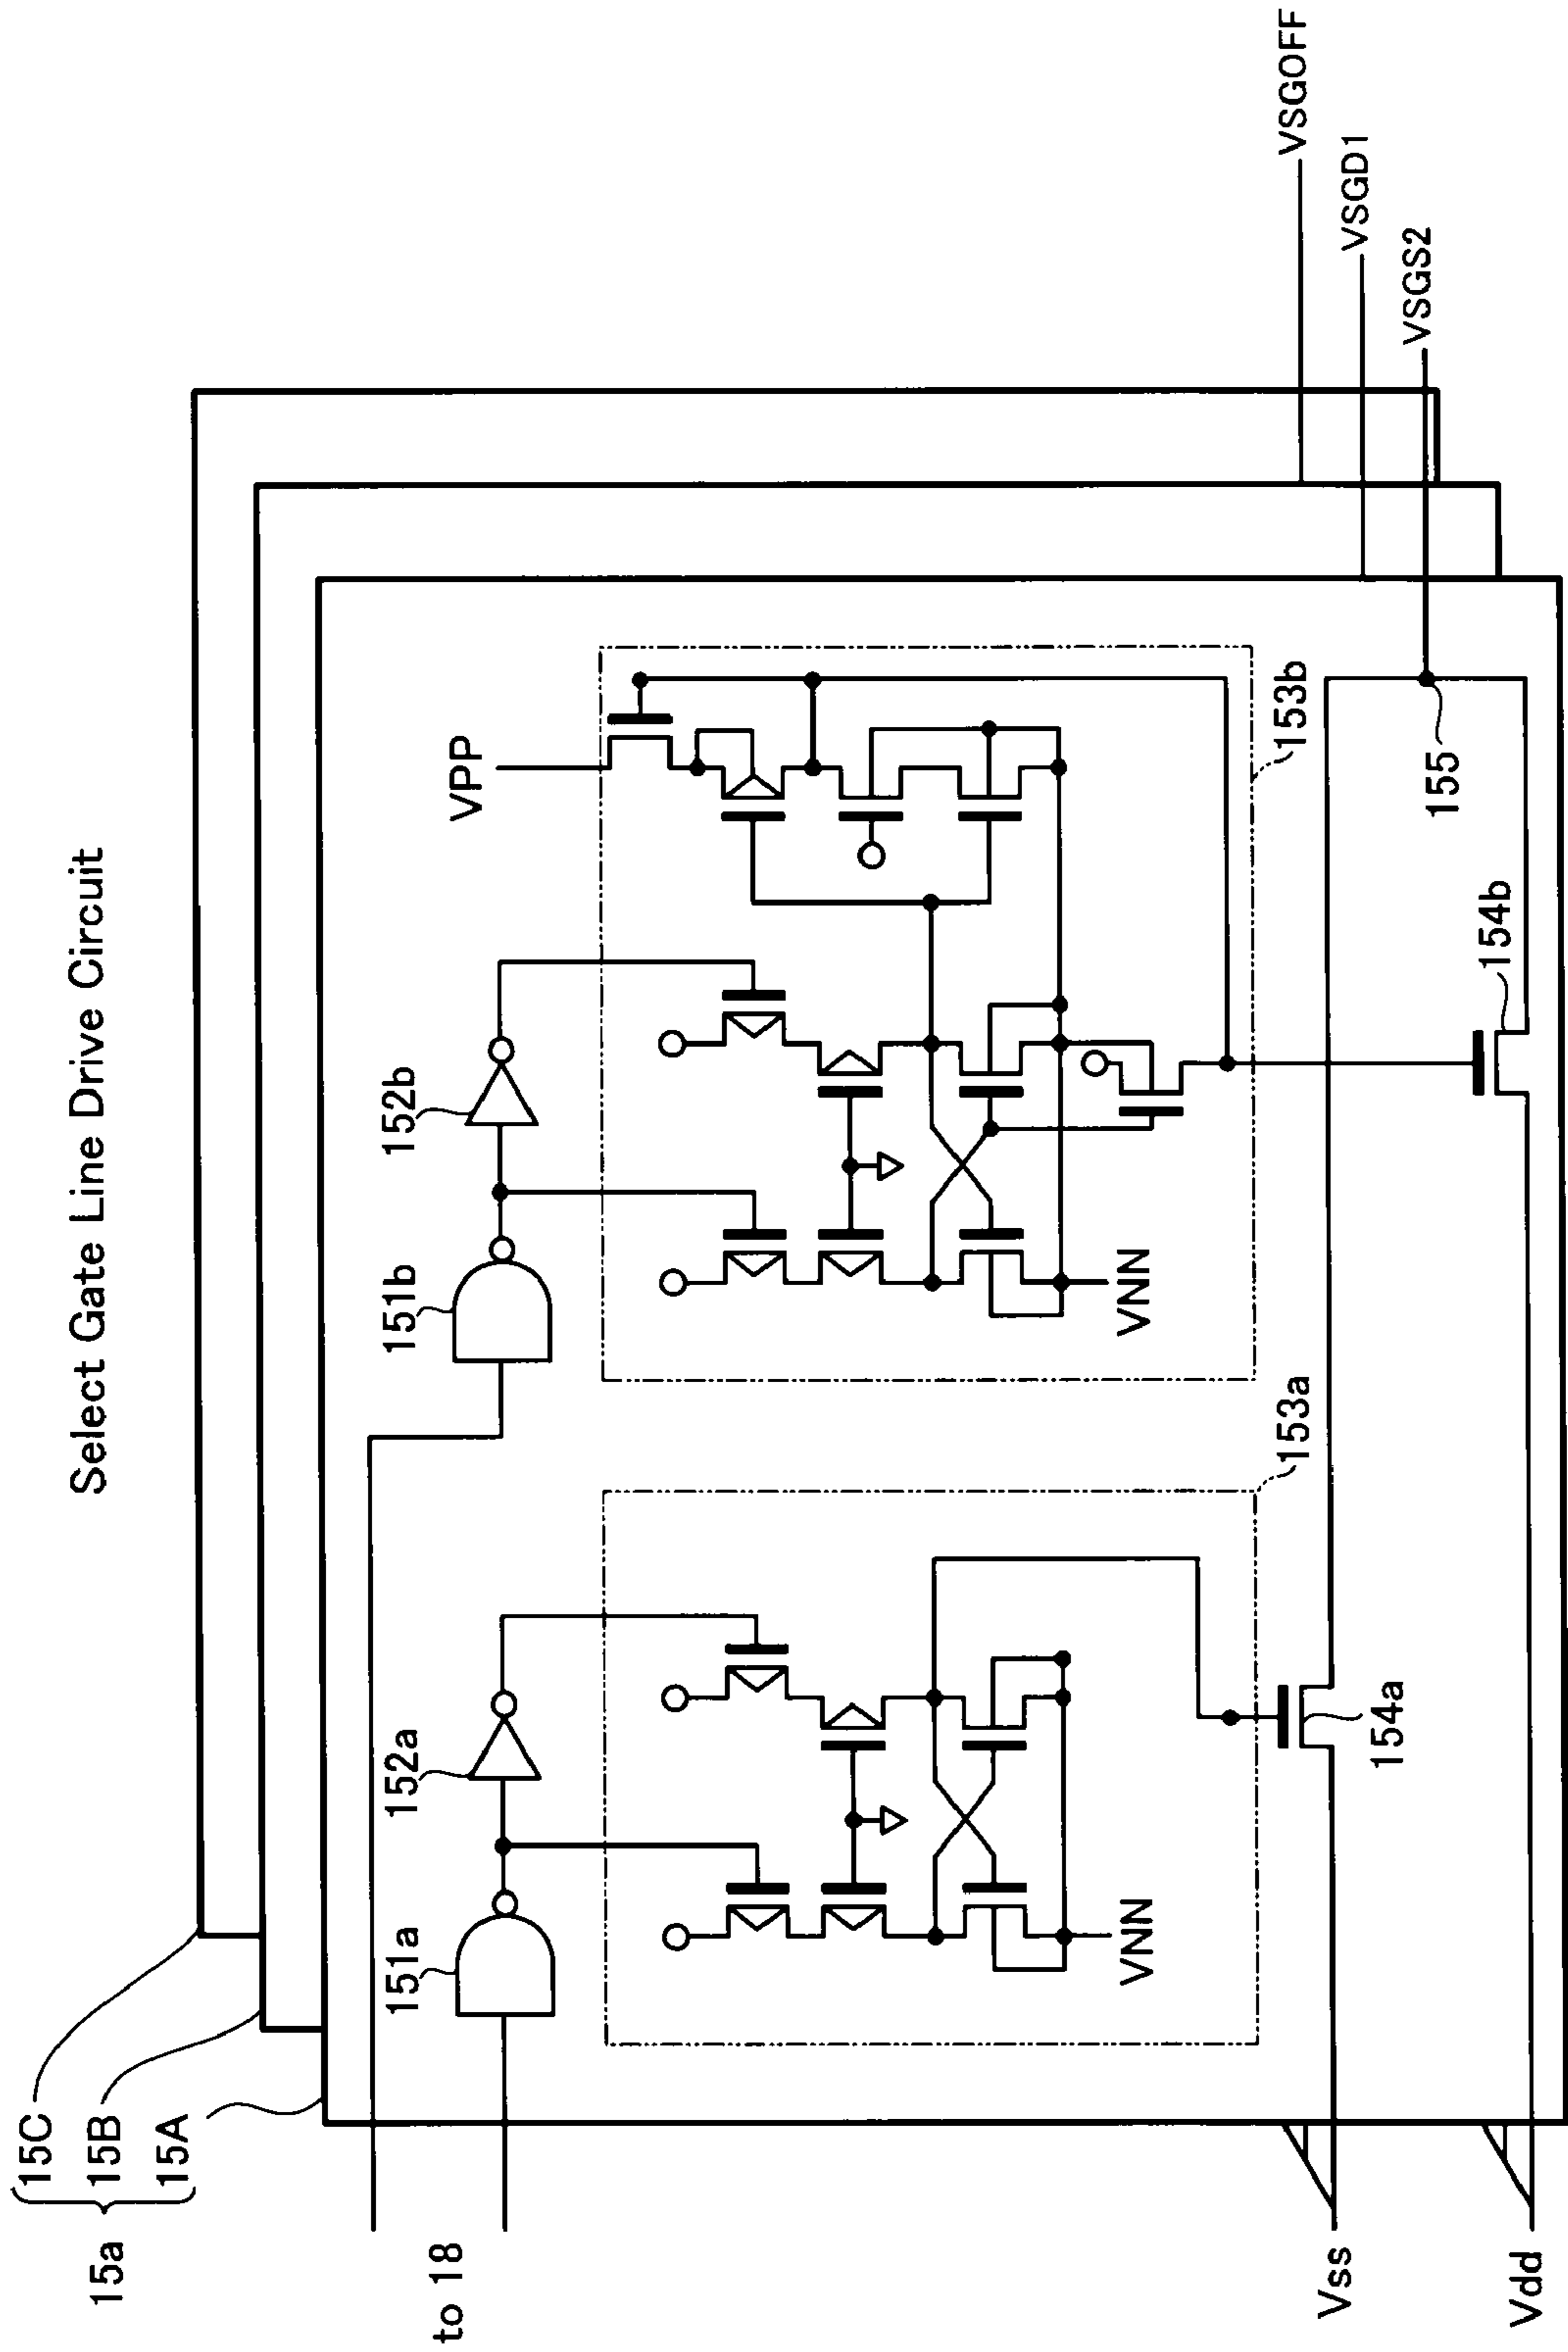 Select Gate Line Drive Circuit
15a
15C
15B
15A
to 18
151a
152a
151b
152b
VPP
VNN
VNN
153a
153b
154a
154b
155
Vss
Vdd
VSGOFF
VSGD1
VSGS2